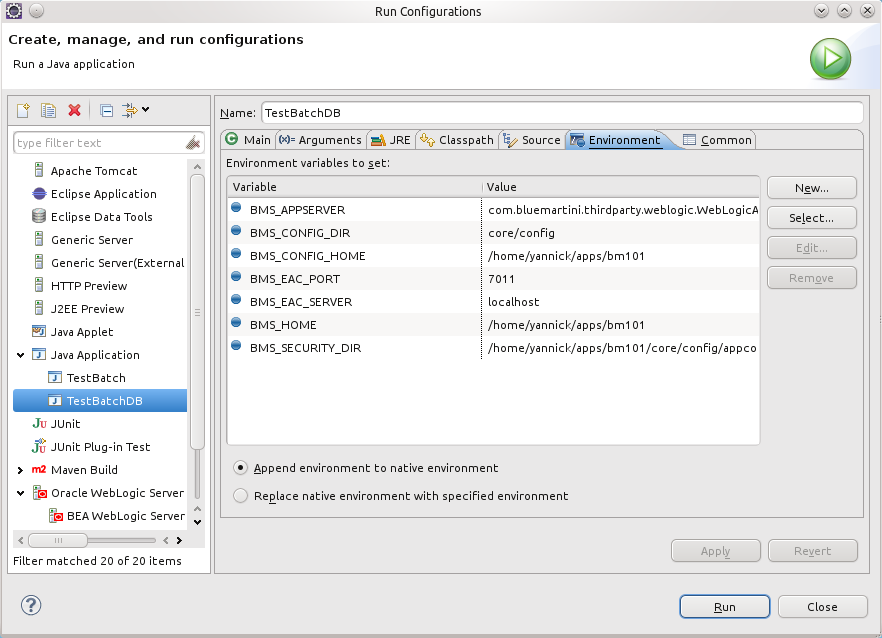 Run Configurations
Create, manage, and run configurations
Run a Java application
type filter text
Apache Tomcat
Eclipse Application
Eclipse Data Tools
Generic Server
Generic Server(External
HTTP Preview
J2EE Preview
Java Applet
Java Application
TestBatch
TestBatchDB
JUnit
JUnit Plug-in Test
m2 Maven Build
Oracle WebLogic Server
BEA WebLogic Server
Filter matched 20 of 20 items
Name: TestBatchDB
Main (x)= Arguments JRE Classpath Source Environment Common
Environment variables to set:
Variable Value
BMS_APPSERVER com.bluemartini.thirdparty.weblogic.WebLogicA
BMS_CONFIG_DIR core/config
BMS_CONFIG_HOME /home/yannick/apps/bm101
BMS_EAC_PORT 7011
BMS_EAC_SERVER localhost
BMS_HOME /home/yannick/apps/bm101
BMS_SECURITY_DIR /home/yannick/apps/bm101/core/config/appco
New...
Select...
Edit...
Remove
Append environment to native environment
Replace native environment with specified environment
Apply Revert
? Run Close